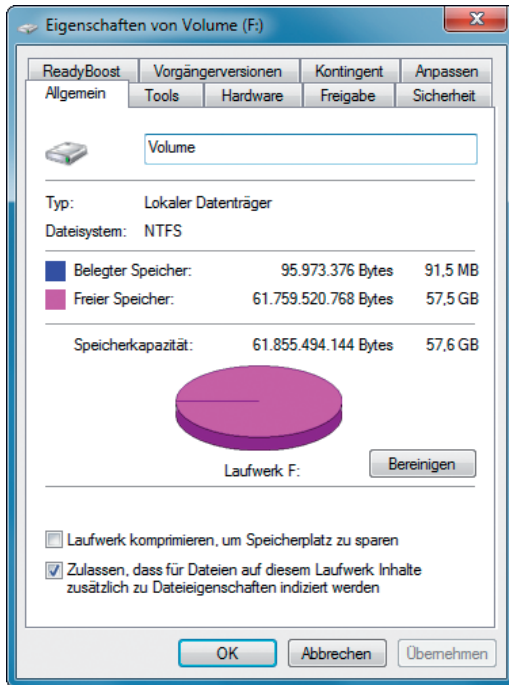 Eigenschaften von Volume (F:)
ReadyBoost Vorgängerversionen Kontingent Anpassen
Allgemein Tools Hardware Freigabe Sicherheit
Volume
Typ: Lokaler Datenträger
Dateisystem: NTFS
Belegter Speicher: 95.973.376 Bytes 91,5 MB
Freier Speicher: 61.759.520.768 Bytes 57,5 GB
Speicherkapazität: 61.855.494.144 Bytes 57,6 GB
Laufwerk F: Bereinigen
Laufwerk komprimieren, um Speicherplatz zu sparen
Zulassen, dass für Dateien auf diesem Laufwerk Inhalte
zusätzlich zu Dateieigenschaften indiziert werden
OK Abbrechen Übernehmen